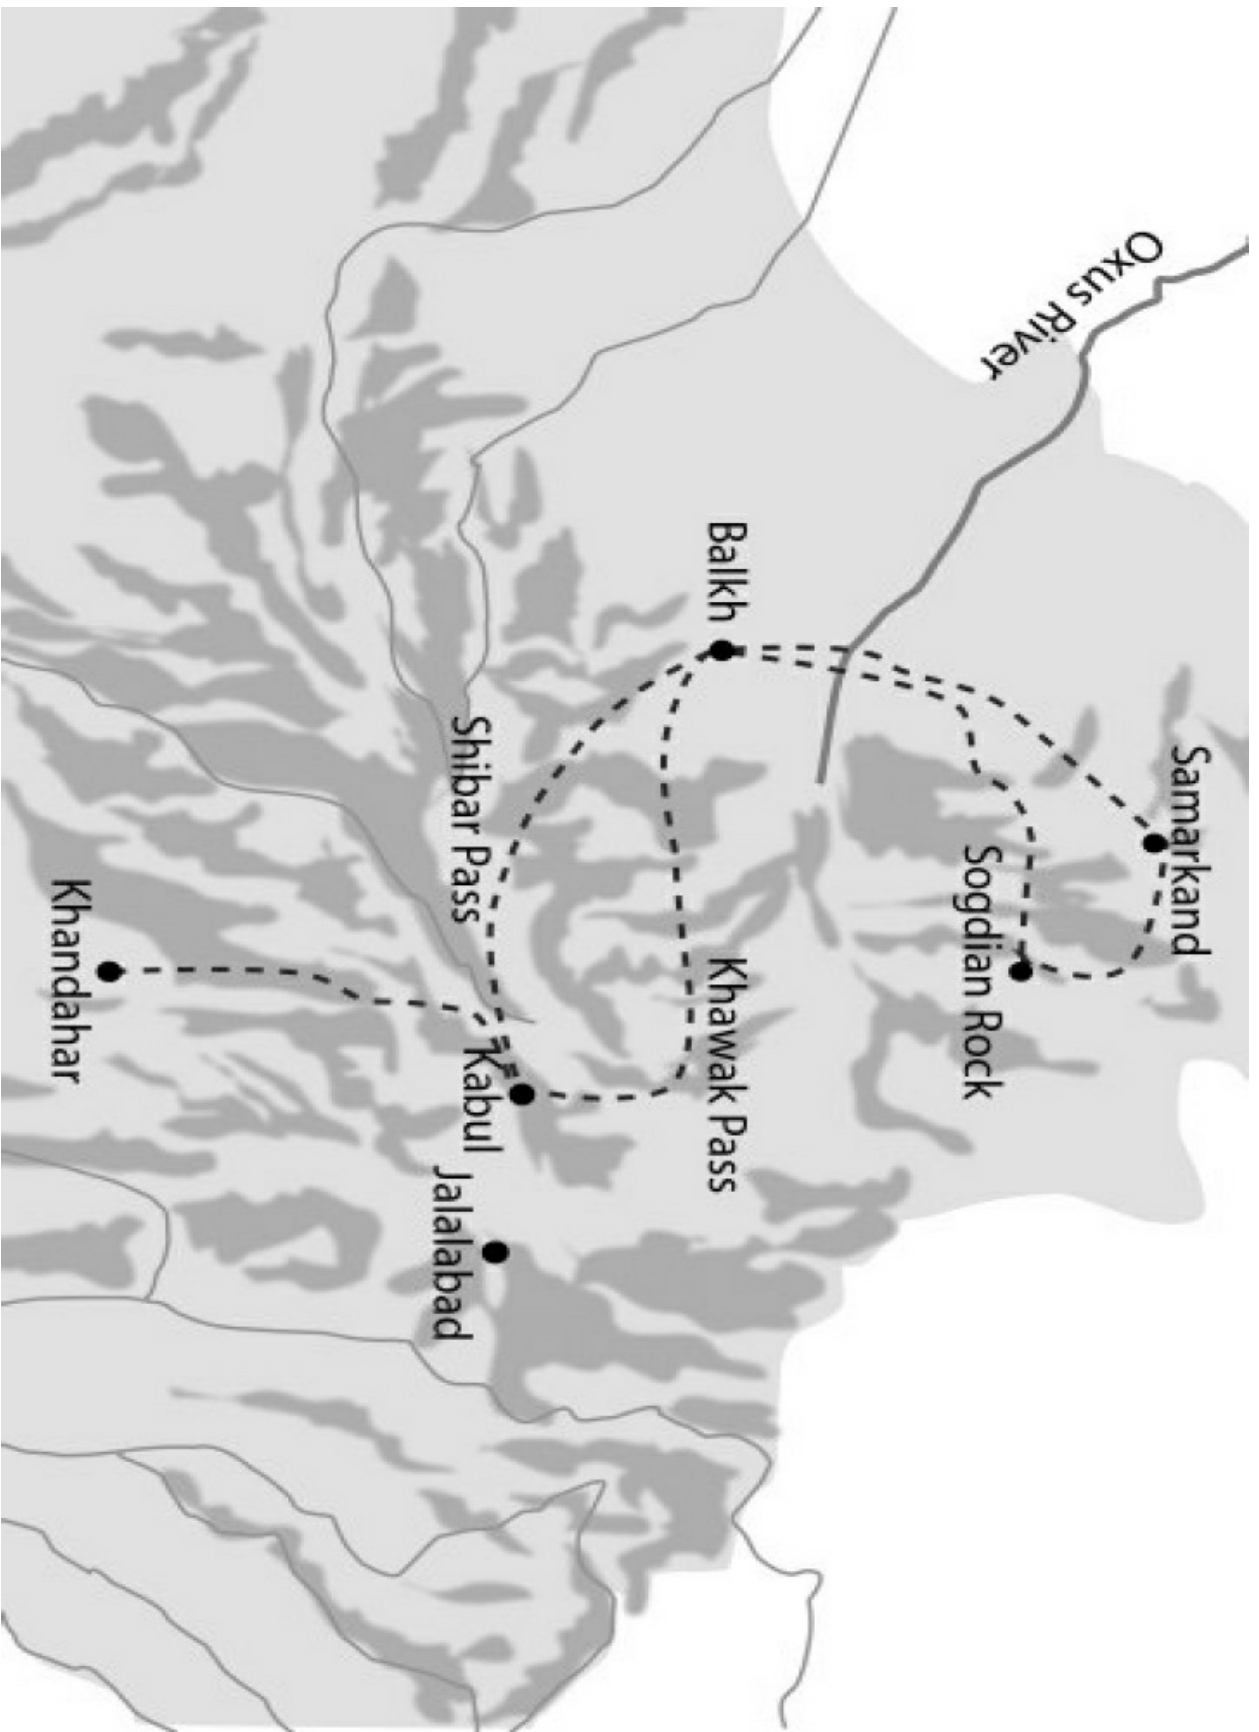 Oxus River
Samarkand
Sogdian Rock
Balkh
Khawak Pass
Shibar Pass
Kabul
Jalalabad
Khandahar